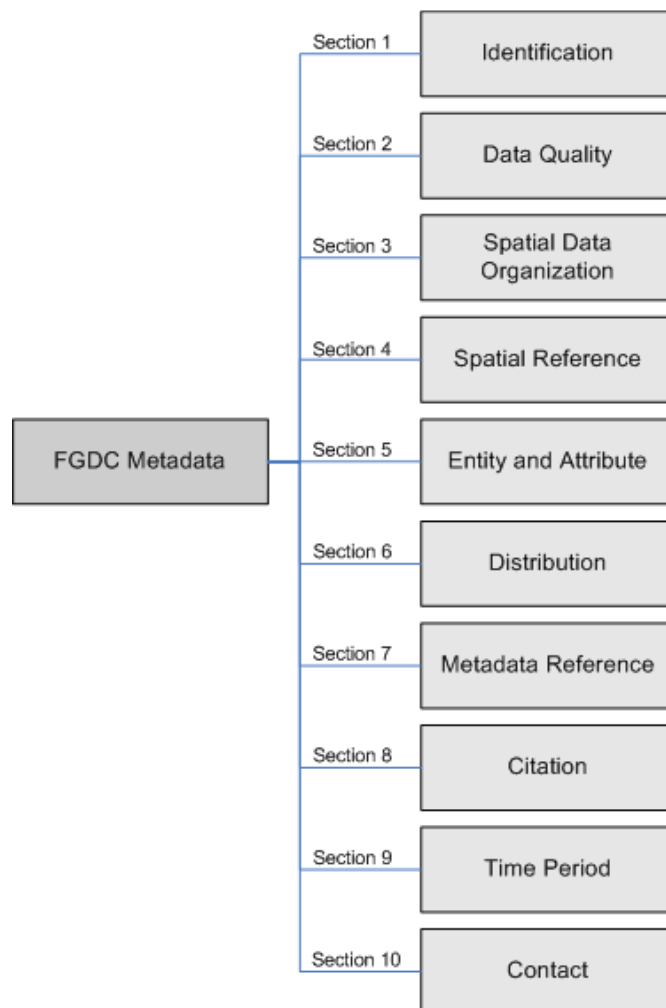 Section 1
Identification
Section 2
Data Quality
Section 3
Spatial Data
Organization
Section 4
Spatial Reference
FGDC Metadata
Section 5
Entity and Attribute
Section 6
Distribution
Section 7
Metadata Reference
Section 8
Citation
Section 9
Time Period
Section 10
Contact